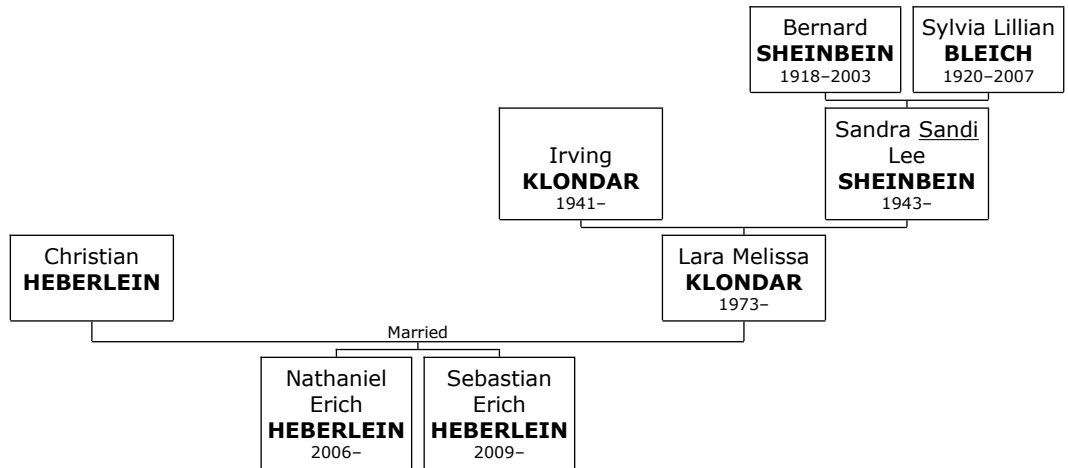 Bernard
SHEINBEIN
1918–2003
Sylvia Lillian
BLEICH
1920–2007
Irving
KLONDAR
1941–
Sandra Sandi
Lee
SHEINBEIN
1943–
Christian
HEBERLEIN
Lara Melissa
KLONDAR
1973–
Married
Nathaniel
Erich
HEBERLEIN
2006–
Sebastian
Erich
HEBERLEIN
2009–